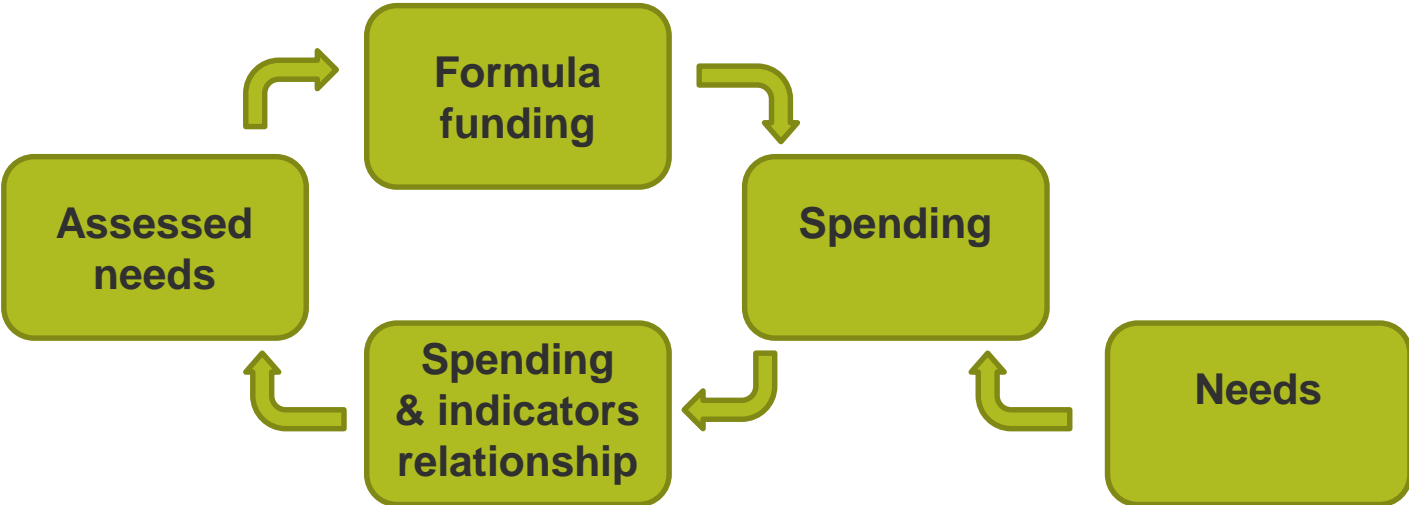 Formula
funding
Assessed
needs
Spending
Spending
& indicators
relationship
Needs